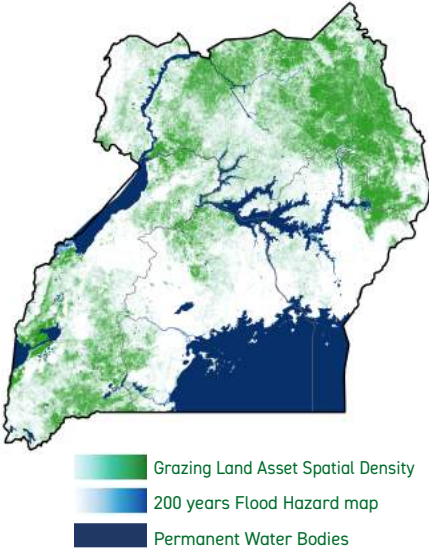 Grazing Land Asset Spatial Density
200 years Flood Hazard map
Permanent Water Bodies